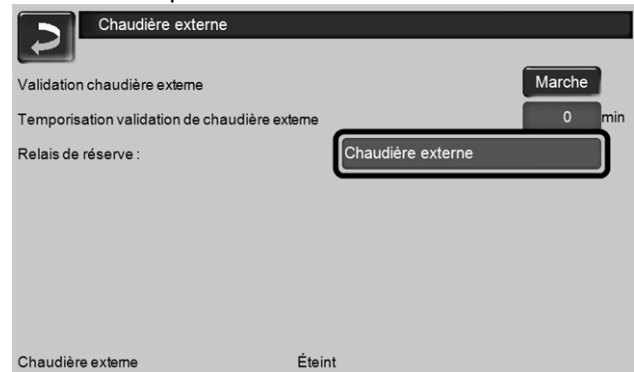 Chaudière externe
Validation chaudière externe Marche
Temporisation validation de chaudière externe 0 min
Relais de réserve : Chaudière externe
Chaudière externe Éteint